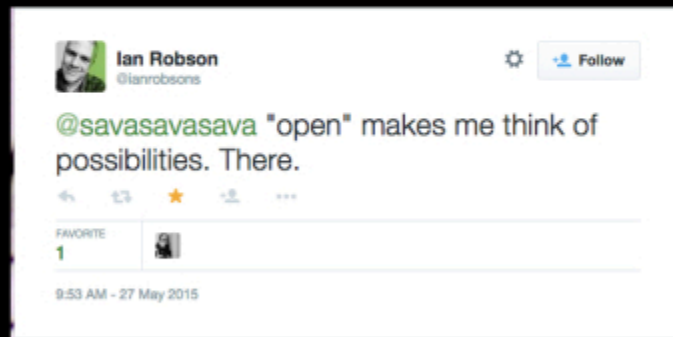 Ian Robson
@ianrobsons
Follow
@savasavasava "open" makes me think of
possibilities. There.
FAVORITE
1
9:53 AM - 27 May 2015